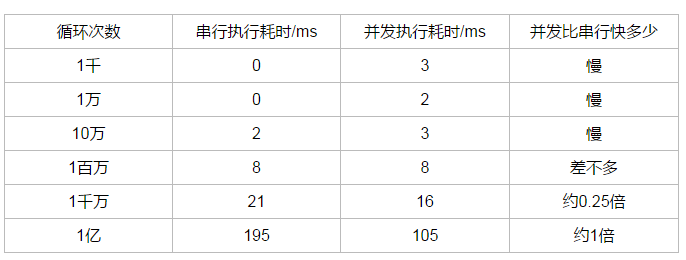 循环次数 串行执行耗时/ms 并发执行耗时/ms 并发比串行快多少
1千 0 3 慢
1万 0 2 慢
10万 2 3 慢
1百万 8 8 差不多
1千万 21 16 约0.25倍
1亿 195 105 约1倍